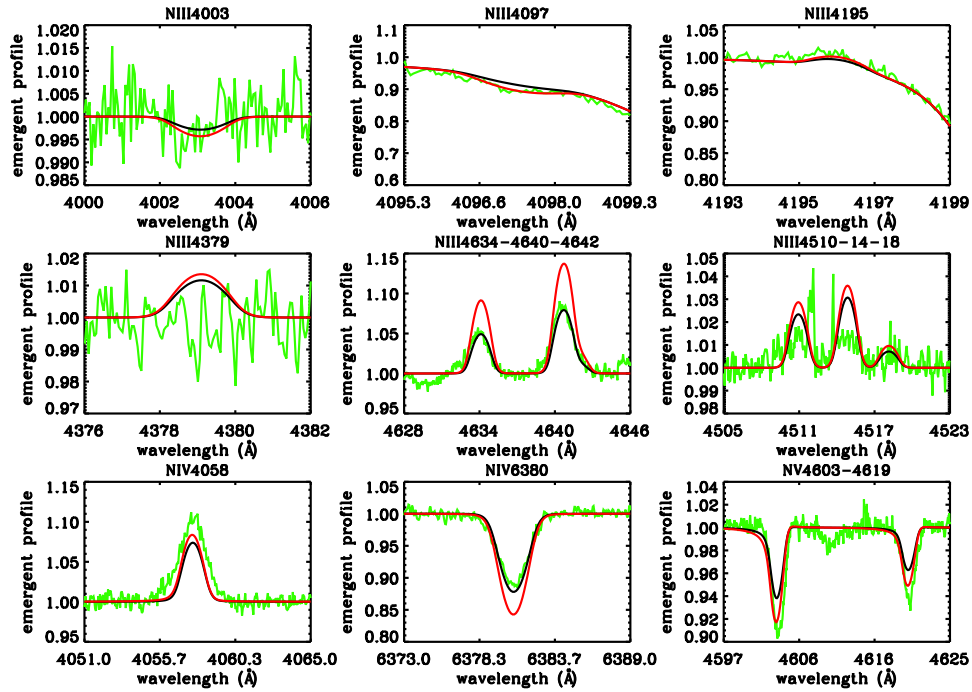 NIII4003
emergent profile
1.020
1.015
1.010
1.005
1.000
0.995
0.990
0.985
4000 4002 4004 4006
wavelength (Å)
NIII4097
emergent profile
1.1
1.0
0.9
0.8
0.7
0.6
4095.3 4096.6 4098.0 4099.3
wavelength (Å)
NIII4195
emergent profile
1.05
1.00
0.95
0.90
0.85
0.80
4193 4195 4197 4199
wavelength (Å)
NIII4379
emergent profile
1.02
1.01
1.00
0.99
0.98
0.97
4376 4378 4380 4382
wavelength (Å)
NIII4634-4640-4642
emergent profile
1.15
1.10
1.05
1.00
0.95
4628 4634 4640 4646
wavelength (Å)
NIII4510-14-18
emergent profile
1.05
1.04
1.03
1.02
1.01
1.00
0.99
0.98
4505 4511 4517 4523
wavelength (Å)
NIV4058
emergent profile
1.15
1.10
1.05
1.00
0.95
4051.0 4055.7 4060.3 4065.0
wavelength (Å)
NIV6380
emergent profile
1.05
1.00
0.95
0.90
0.85
0.80
6373.0 6378.3 6383.7 6389.0
wavelength (Å)
NV4603-4619
emergent profile
1.04
1.02
1.00
0.98
0.96
0.94
0.92
0.90
4597 4606 4616 4625
wavelength (Å)